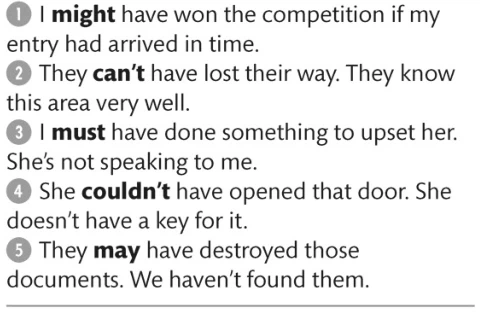 1 I might have won the competition if my
entry had arrived in time.
2 They can't have lost their way. They know
this area very well.
3 I must have done something to upset her.
She's not speaking to me.
4 She couldn't have opened that door. She
doesn't have a key for it.
5 They may have destroyed those
documents. We haven't found them.